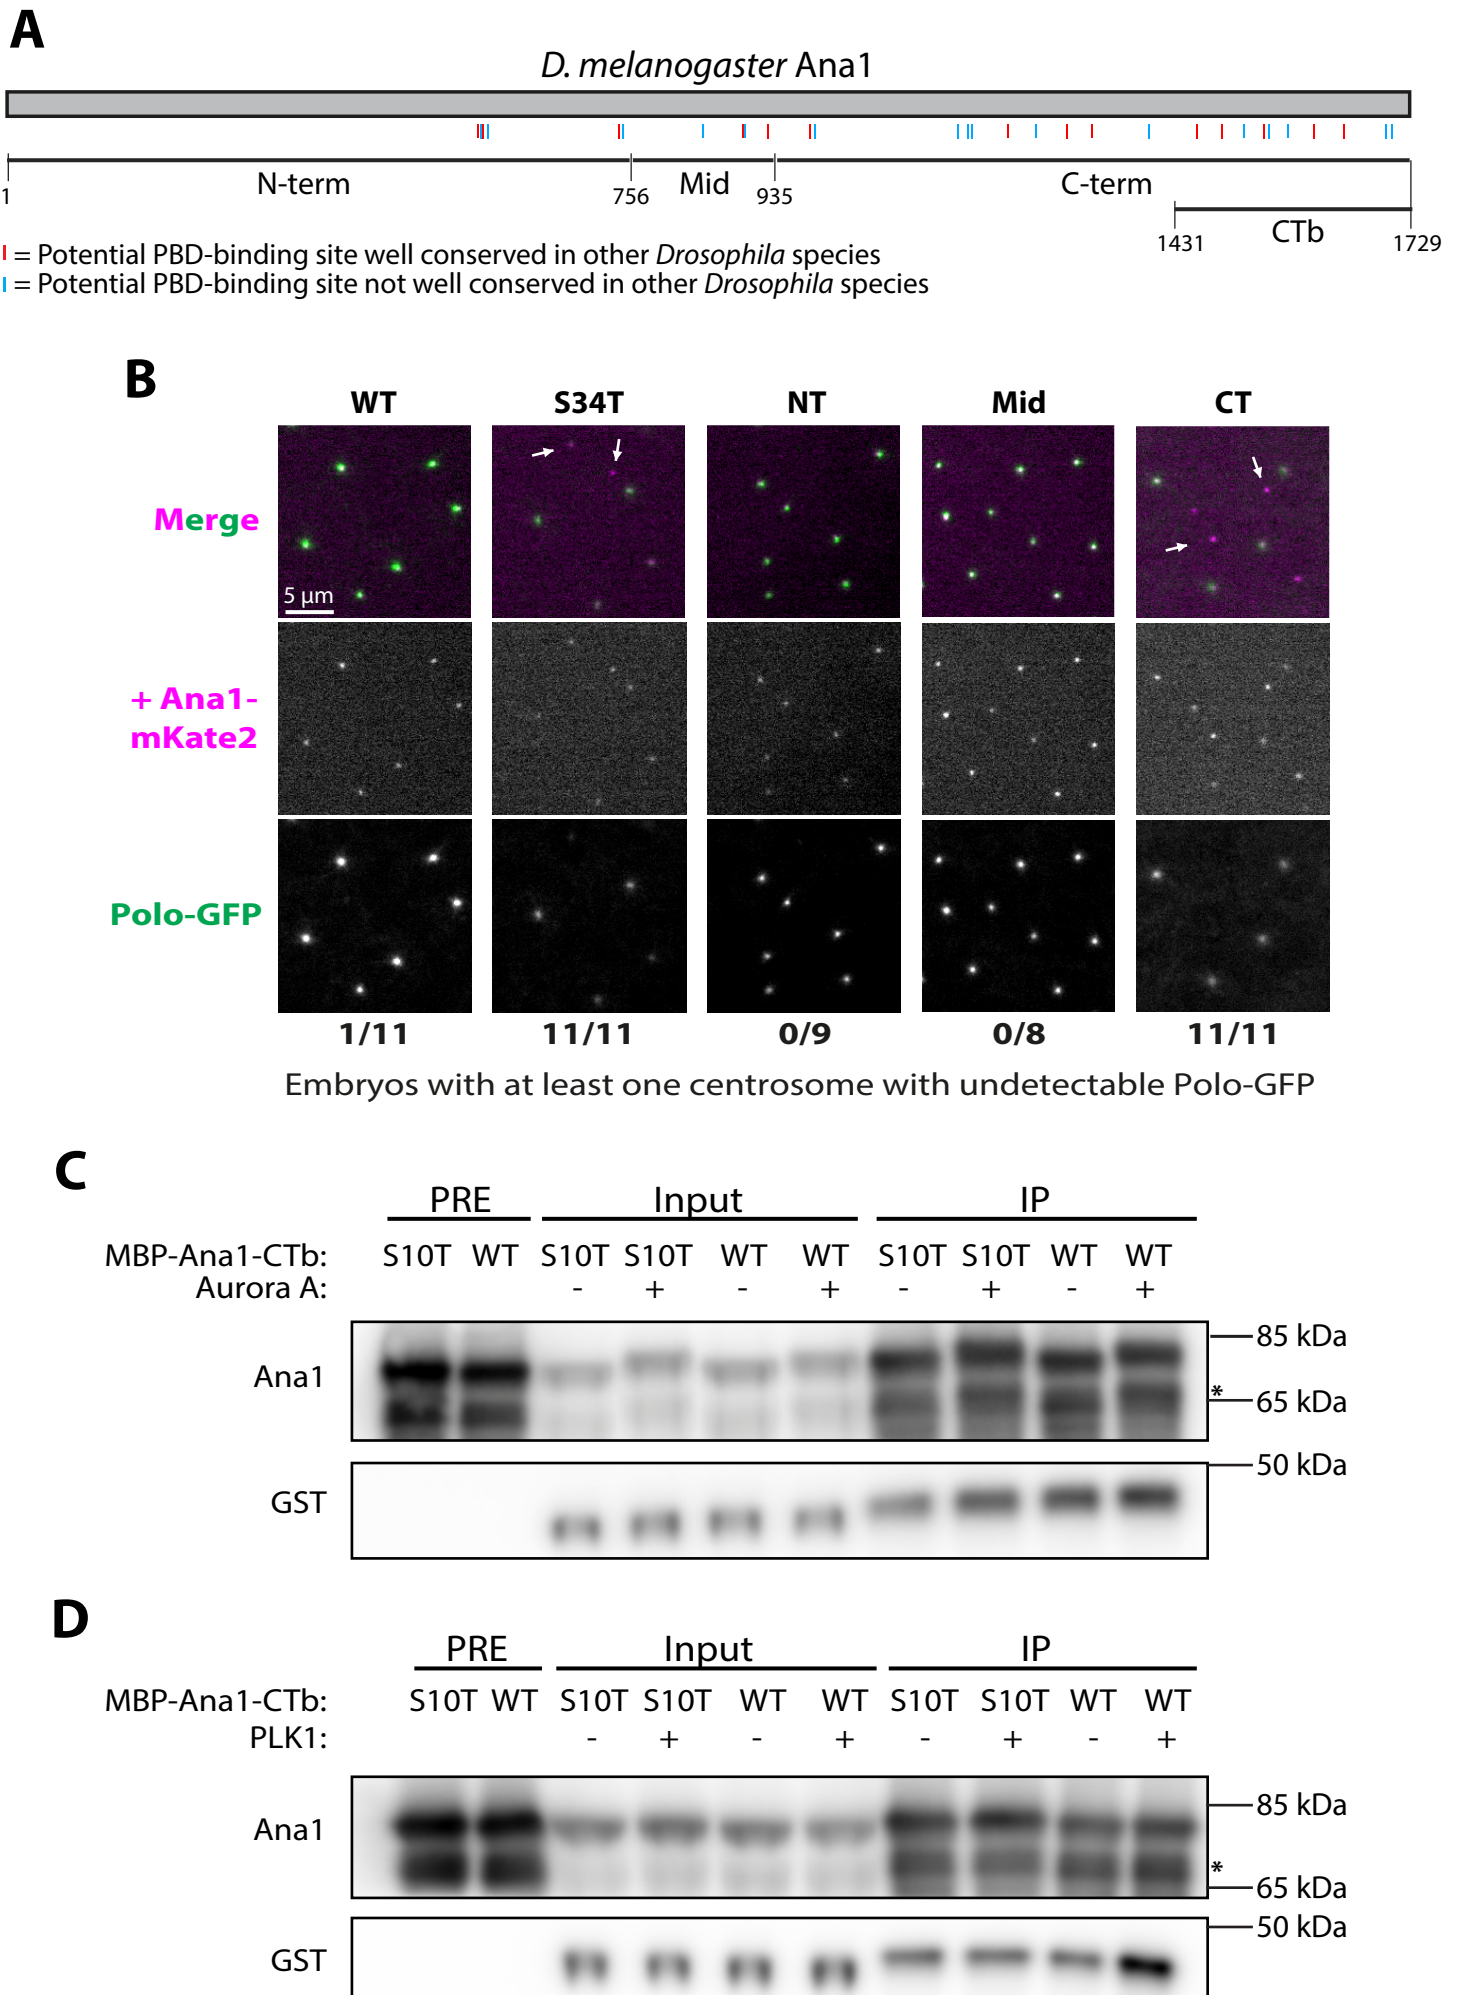 A
D. melanogaster Ana1
N-term
Mid
C-term
1
756
935
CTb
1431
1729
= Potential PBD-binding site well conserved in other Drosophila species
= Potential PBD-binding site not well conserved in other Drosophila species
B
WT S34T NT Mid CT
Merge
5 µm
+ Ana1-
mKate2
Polo-GFP
1/11 11/11 0/9 0/8 11/11
Embryos with at least one centrosome with undetectable Polo-GFP
C
PRE Input IP
MBP-Ana1-CTb: S10T WT S10T S10T WT WT S10T S10T WT WT
Aurora A: - + - + - + - +
85 kDa
Ana1
* 65 kDa
50 kDa
GST
D
PRE Input IP
MBP-Ana1-CTb: S10T WT S10T S10T WT WT S10T S10T WT WT
PLK1: - + - + - + - +
85 kDa
Ana1
*
65 kDa
50 kDa
GST